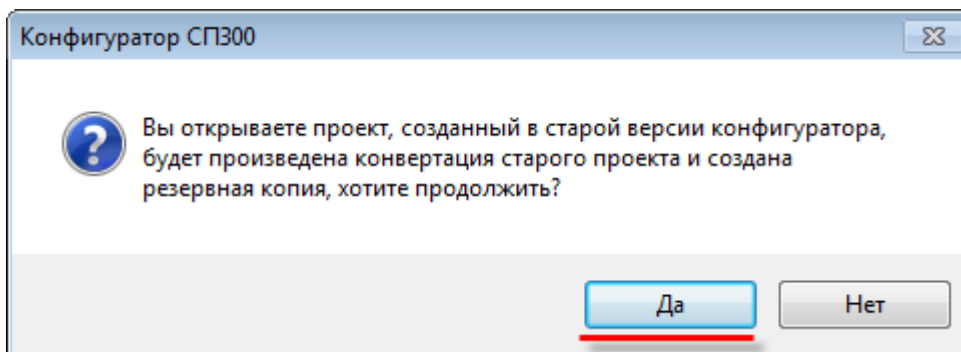 Конфигуратор СП300
Вы открываете проект, созданный в старой версии конфигуратора,
будет произведена конвертация старого проекта и создана
резервная копия, хотите продолжить?
Да
Нет